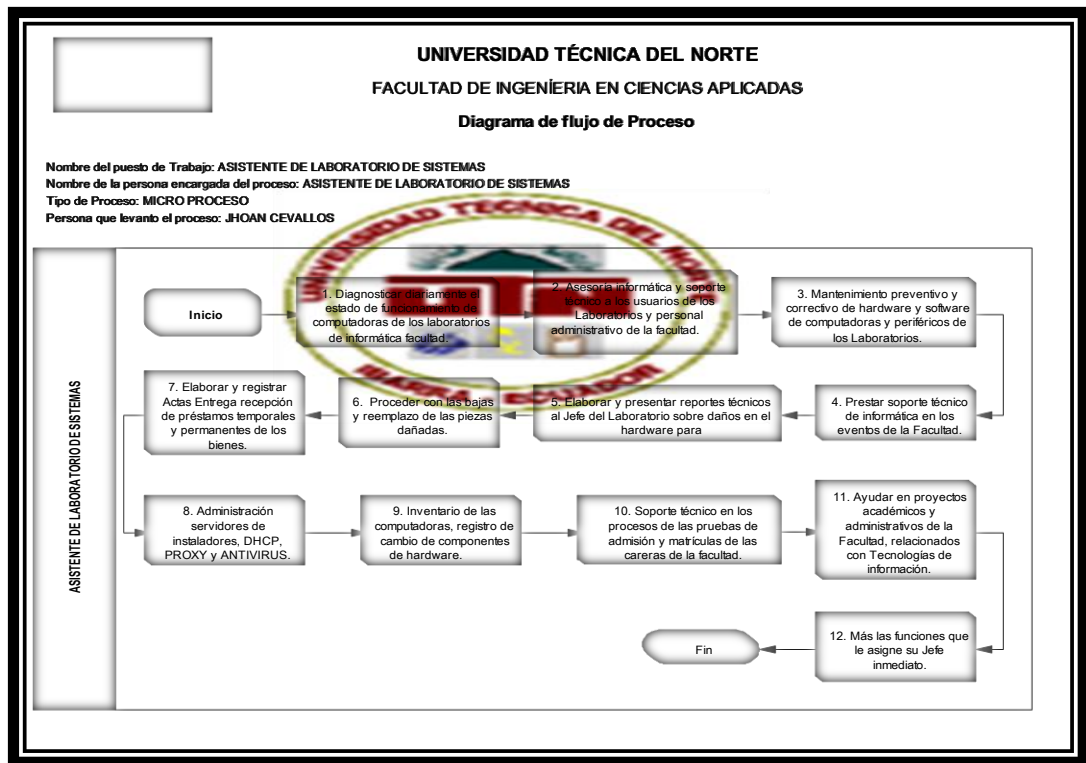 UNIVERSIDAD TÉCNICA DEL NORTE
FACULTAD DE INGENÍERIA EN CIENCIAS APLICADAS
Diagrama de flujo de Proceso
Nombre del puesto de Trabajo: ASISTENTE DE LABORATORIO DE SISTEMAS
Nombre de la persona encargada del proceso: ASISTENTE DE LABORATORIO DE SISTEMAS
Tipo de Proceso: MICRO PROCESO
Persona que levanto el proceso: JHOAN CEVALLOS
UNIVERSIDAD TÉCNICA DEL NORTE
IBARRA - ECUADOR
ASISTENTE DE LABORATORIO DE SISTEMAS
Inicio
1. Diagnosticar diariamente el
estado de funcionamiento de
computadoras de los laboratorios
de informática facultad.
2. Asesoría informática y soporte
técnico a los usuarios de los
Laboratorios y personal
administrativo de la facultad.
3. Mantenimiento preventivo y
correctivo de hardware y software
de computadoras y periféricos de
los Laboratorios.
4. Prestar soporte técnico
de informática en los
eventos de la Facultad.
5. Elaborar y presentar reportes técnicos
al Jefe del Laboratorio sobre daños en el
hardware para
6. Proceder con las bajas
y reemplazo de las piezas
dañadas.
7. Elaborar y registrar
Actas Entrega recepción
de préstamos temporales
y permanentes de los
bienes.
8. Administración
servidores de
instaladores, DHCP,
PROXY y ANTIVIRUS.
9. Inventario de las
computadoras, registro de
cambio de componentes
de hardware.
10. Soporte técnico en los
procesos de las pruebas de
admisión y matrículas de las
careras de la facultad.
11. Ayudar en proyectos
académicos y
administrativos de la
Facultad, relacionados
con Tecnologías de
información.
12. Más las funciones que
le asigne su Jefe
inmediato.
Fin